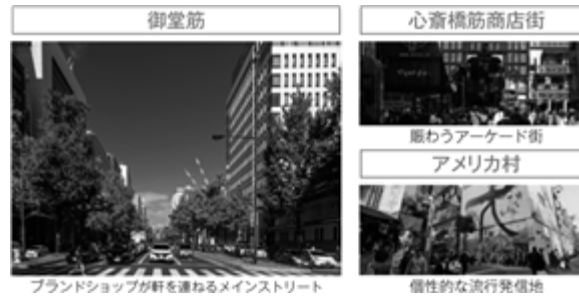 御堂筋
ブランドショップが軒を連ねるメインストリート
心斎橋筋商店街
賑わうアーケード街
アメリカ村
個性的な流行発信地